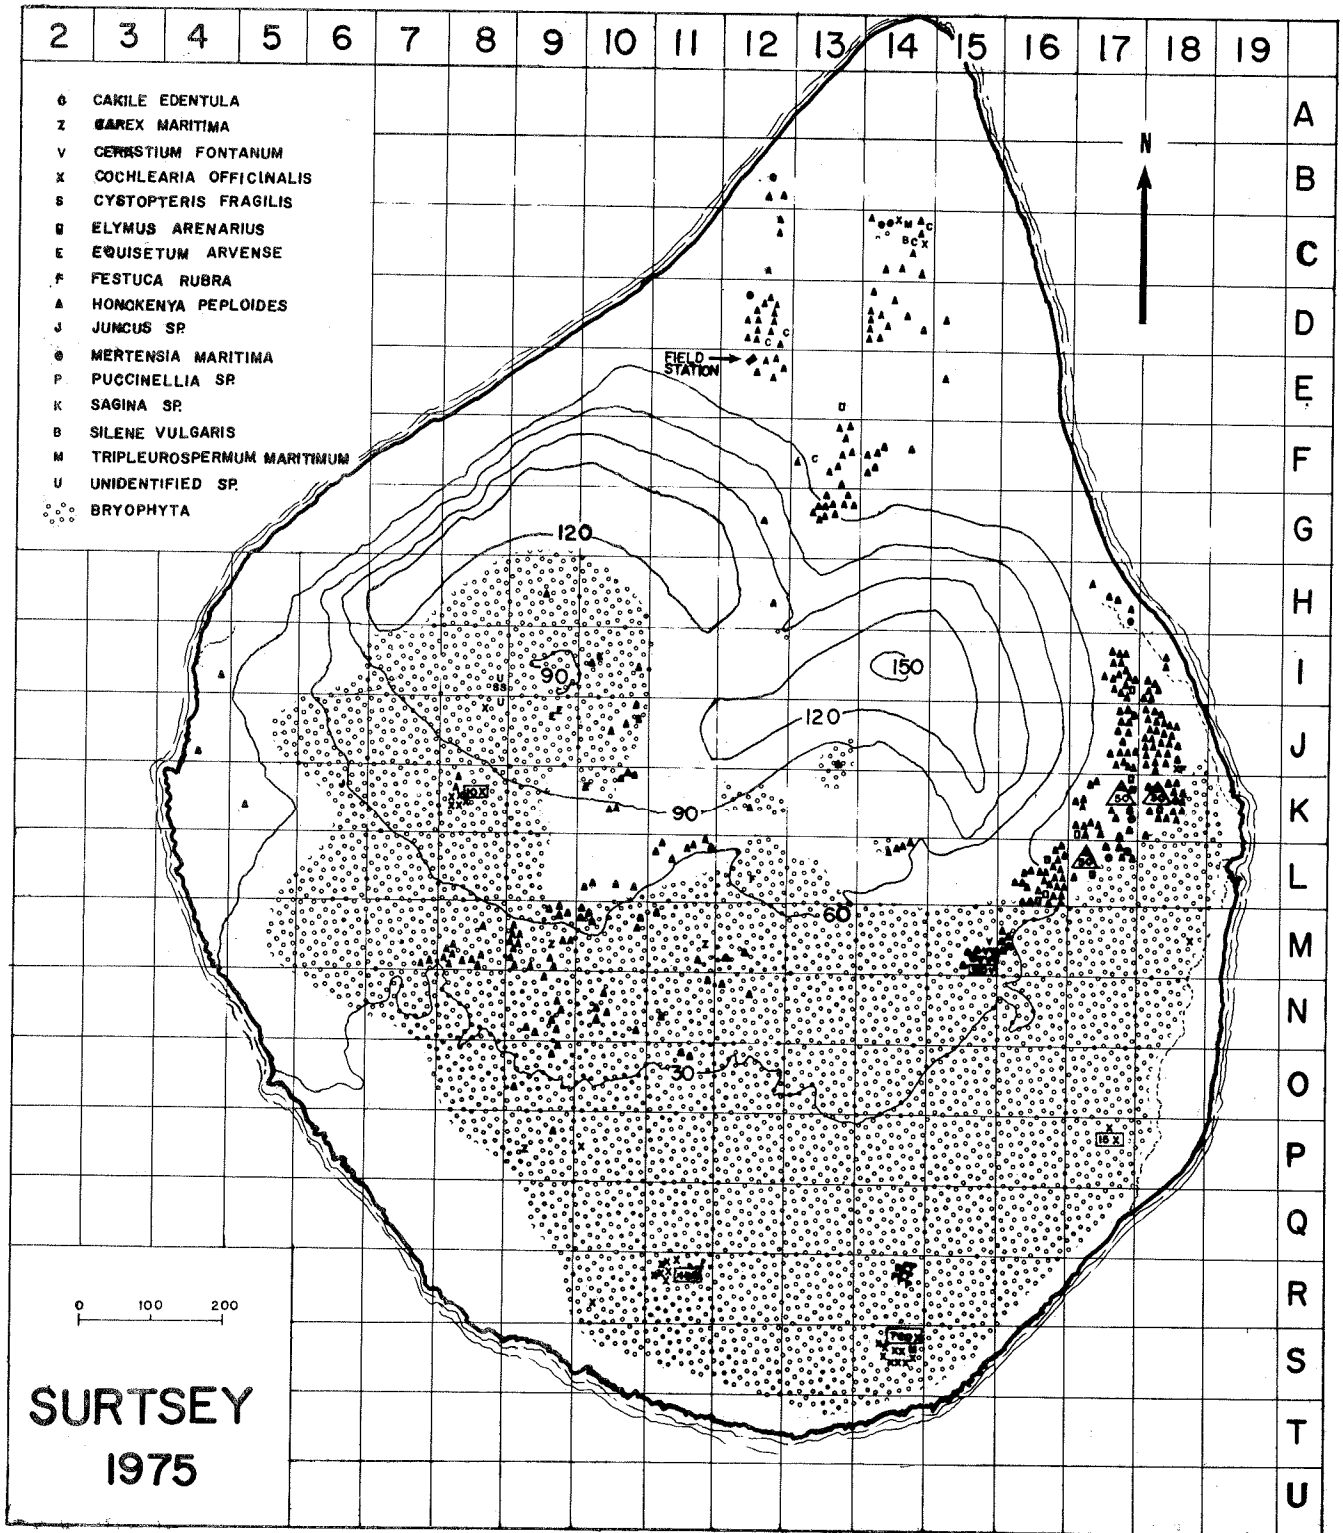 2 3 4 5 6 7 8 9 10 11 12 13 14 15 16 17 18 19
CAKILE EDENTULA
Z CAREX MARITIMA
V CERASTIUM FONTANUM
X COCHLEARIA OFFICINALIS
S CYSTOPTERIS FRAGILIS
ELYMUS ARENARIUS
E EQUISETUM ARVENSE
F FESTUCA RUBRA
HONCKENYA PEPLOIDES
J JUNCUS SP.
MERTENSIA MARITIMA
P PUCCINELLIA SP.
K SAGINA SP.
B SILENE VULGARIS
M TRIPLEUROSPERMUM MARITIMUM
U UNIDENTIFIED SP.
BRYOPHYTA
N
A
B
C
D
E
F
G
H
I
J
K
L
M
N
O
P
Q
R
S
T
U
FIELD
STATION
120
90
150
120
90
60
30
50
50
15 X
0 100 200
SURTSEY
1975